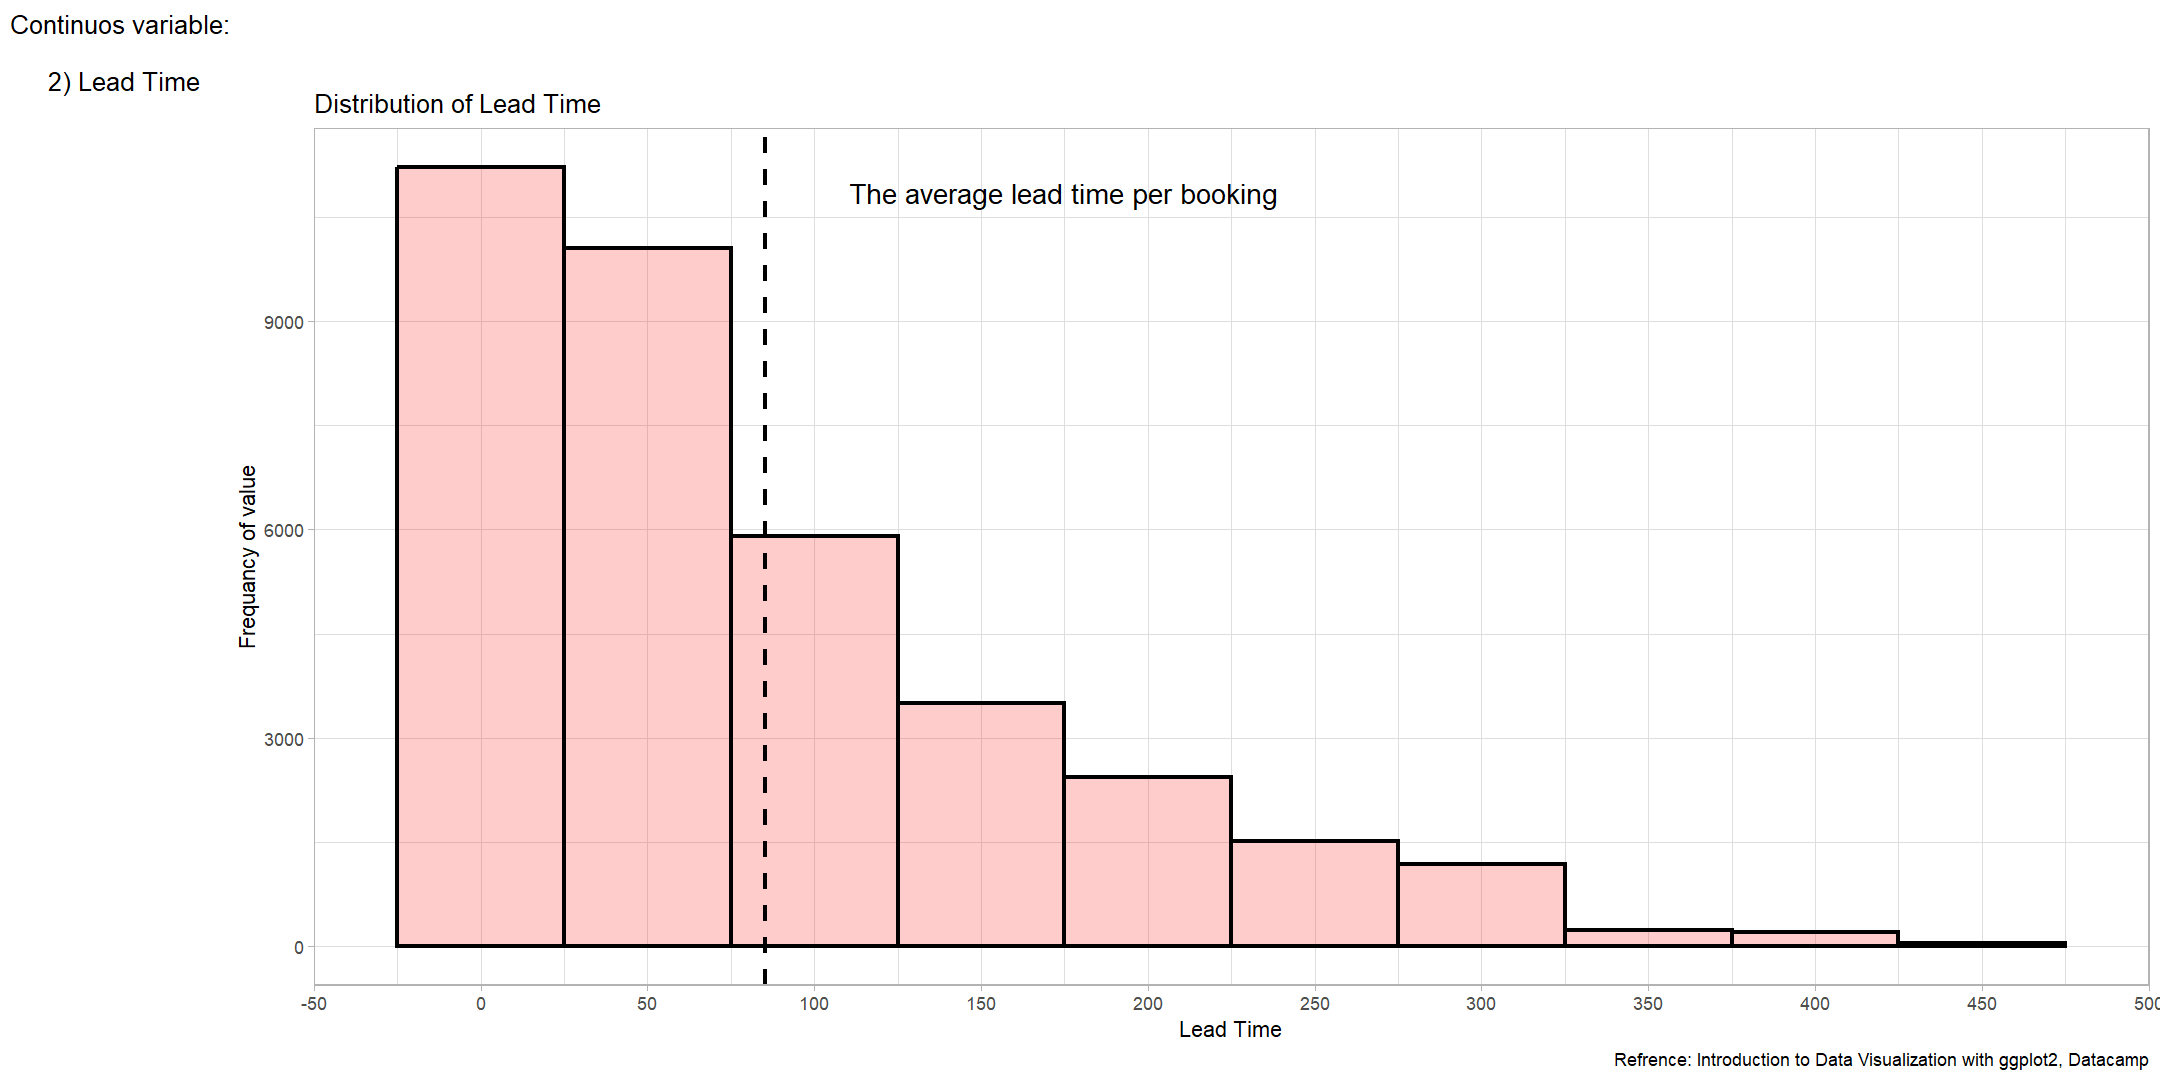 Continuos variable:
2) Lead Time
Distribution of Lead Time
The average lead time per booking
Frequancy of value
9000
6000
3000
0
-50 0 50 100 150 200 250 300 350 400 450 500
Lead Time
Refrence: Introduction to Data Visualization with ggplot2, Datacamp